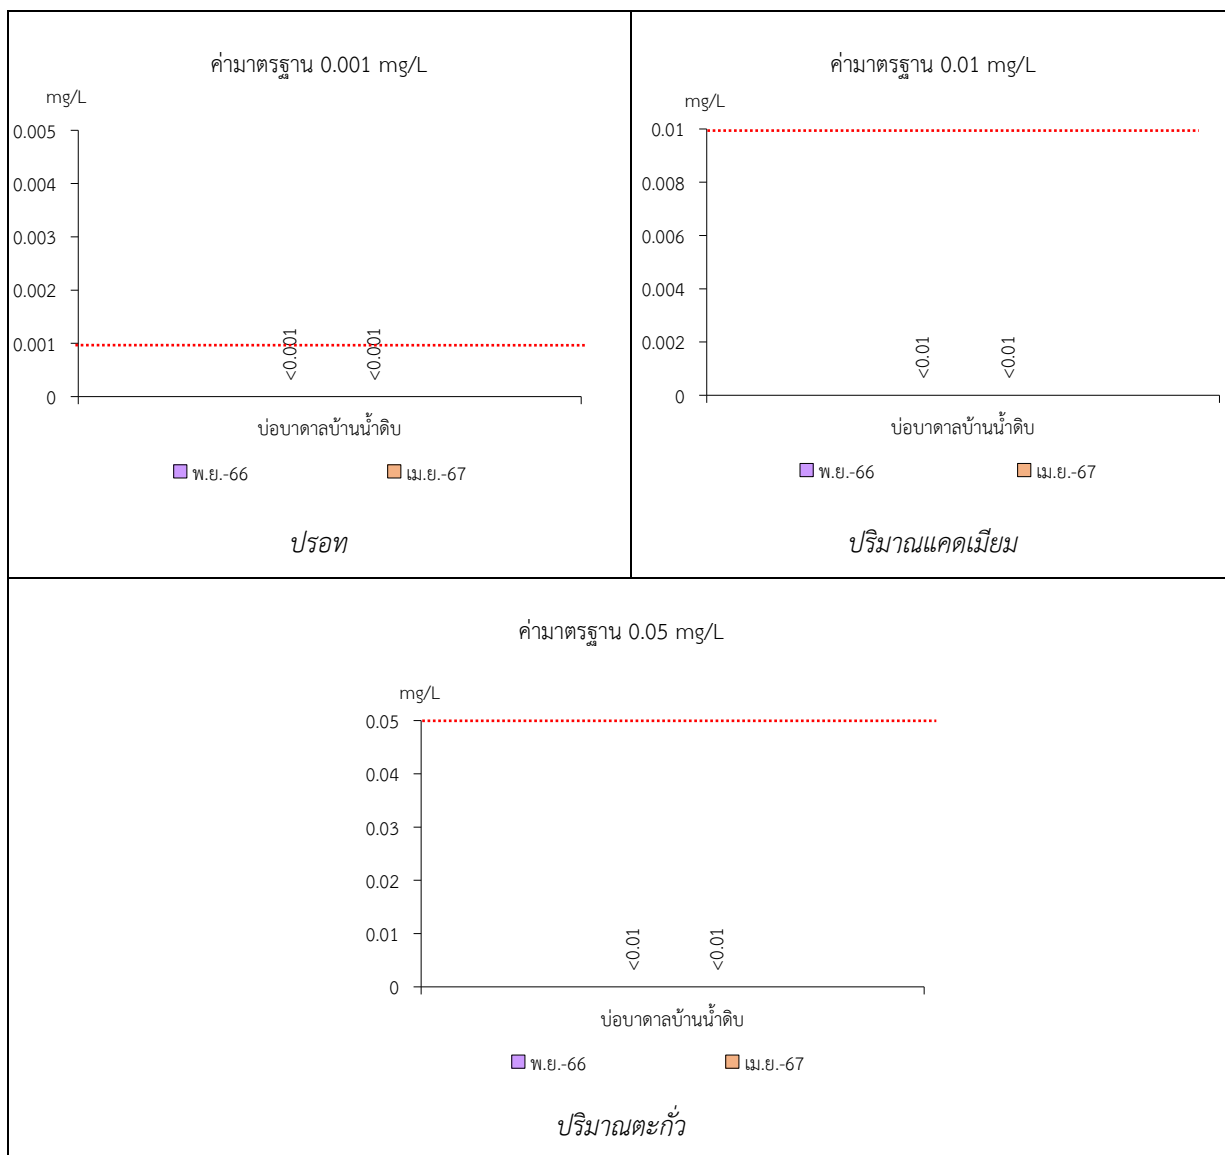 ค่ามาตรฐาน 0.001 mg/L
mg/L
0.005
0.004
0.003
0.002
0.001
0
<0.001
<0.001
บ่อบาดาลบ้านน้ำดิบ
พ.ย.-66
เม.ย.-67
ปรอท
ค่ามาตรฐาน 0.01 mg/L
mg/L
0.01
0.008
0.006
0.004
0.002
0
<0.01
<0.01
บ่อบาดาลบ้านน้ำดิบ
พ.ย.-66
เม.ย.-67
ปริมาณแคดเมียม
ค่ามาตรฐาน 0.05 mg/L
mg/L
0.05
0.04
0.03
0.02
0.01
0
<0.01
<0.01
บ่อบาดาลบ้านน้ำดิบ
พ.ย.-66
เม.ย.-67
ปริมาณตะกั่ว